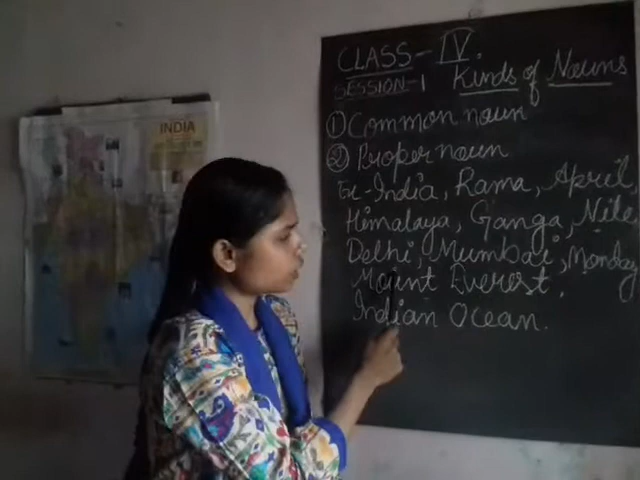 CLASS - IV.
SESSION-1 Kinds of Nouns
① Common noun
② Proper noun
Ex-India, Rama, April
Himalaya, Ganga, Nile
Delhi, Mumbai, Monday
Mount Everest.
Indian Ocean.
INDIA